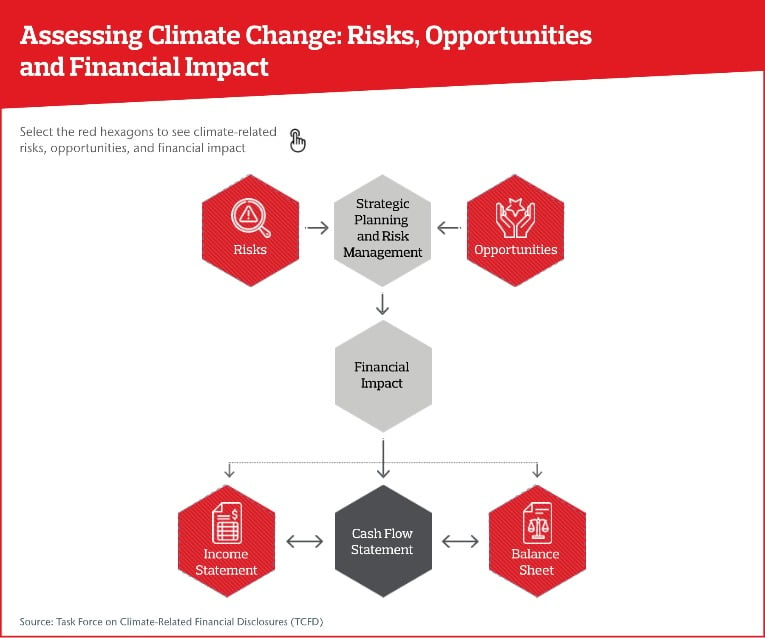 Assessing Climate Change: Risks, Opportunities
and Financial Impact
Select the red hexagons to see climate-related
risks, opportunities, and financial impact
Risks
Strategic
Planning
and Risk
Management
Opportunities
Financial
Impact
$
Income
Statement
Cash Flow
Statement
Balance
Sheet
Source: Task Force on Climate-Related Financial Disclosures (TCFD)